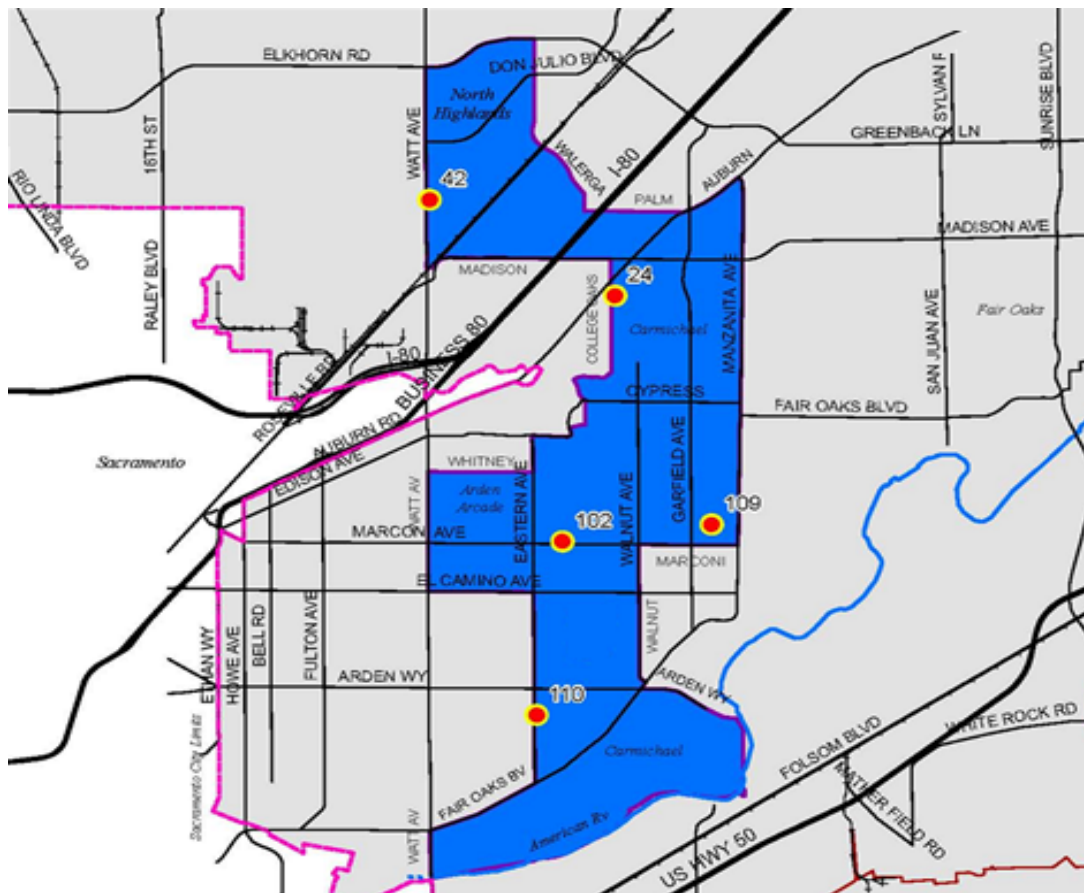 ELKHORN RD
DON JULIO BLVD
SYLVAN R
SUNRISE BLVD
North
Highlands
16TH ST
WATT AVE
WALERGA
I-80
AUBURN
GREENBACK LN
RIO LINDA BLVD
42
PALM
RALEY BLVD
MADISON AVE
MADISON
24
COLLEGE OAKS
Carmichael
MANZANITA AVE
SAN JUAN AVE
Fair Oaks
I-80
BUSINESS 80
ROSEVILLE RD
CYPRESS
FAIR OAKS BLVD
AUBURN RD
Sacramento
EDISON AVE
WHITNEY
WATT AV
Arden
Arcade
EASTERN AVE
WALNUT AVE
GARFIELD AVE
109
102
MARCON AVE
MARCONI
EL CAMINO AVE
ETHAN WY
HOWE AVE
BELL RD
FULTON AVE
WALNUT
ARDEN WY
ARDEN WY
110
Sacramento City Limits
Carmichael
FOLSOM BLVD
WHITE ROCK RD
FAIR OAKS BV
MATHER FIELD RD
American Rv
WATT AV
US HWY 50